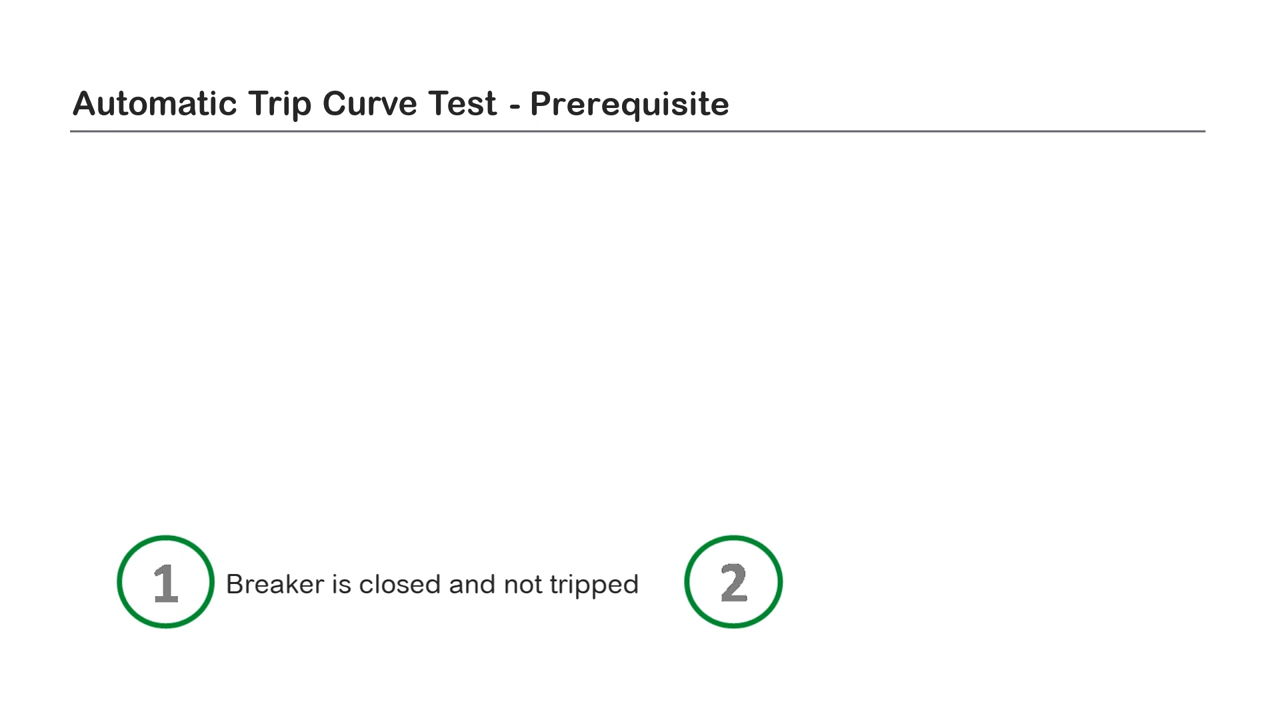 Automatic Trip Curve Test - Prerequisite
1 Breaker is closed and not tripped
2